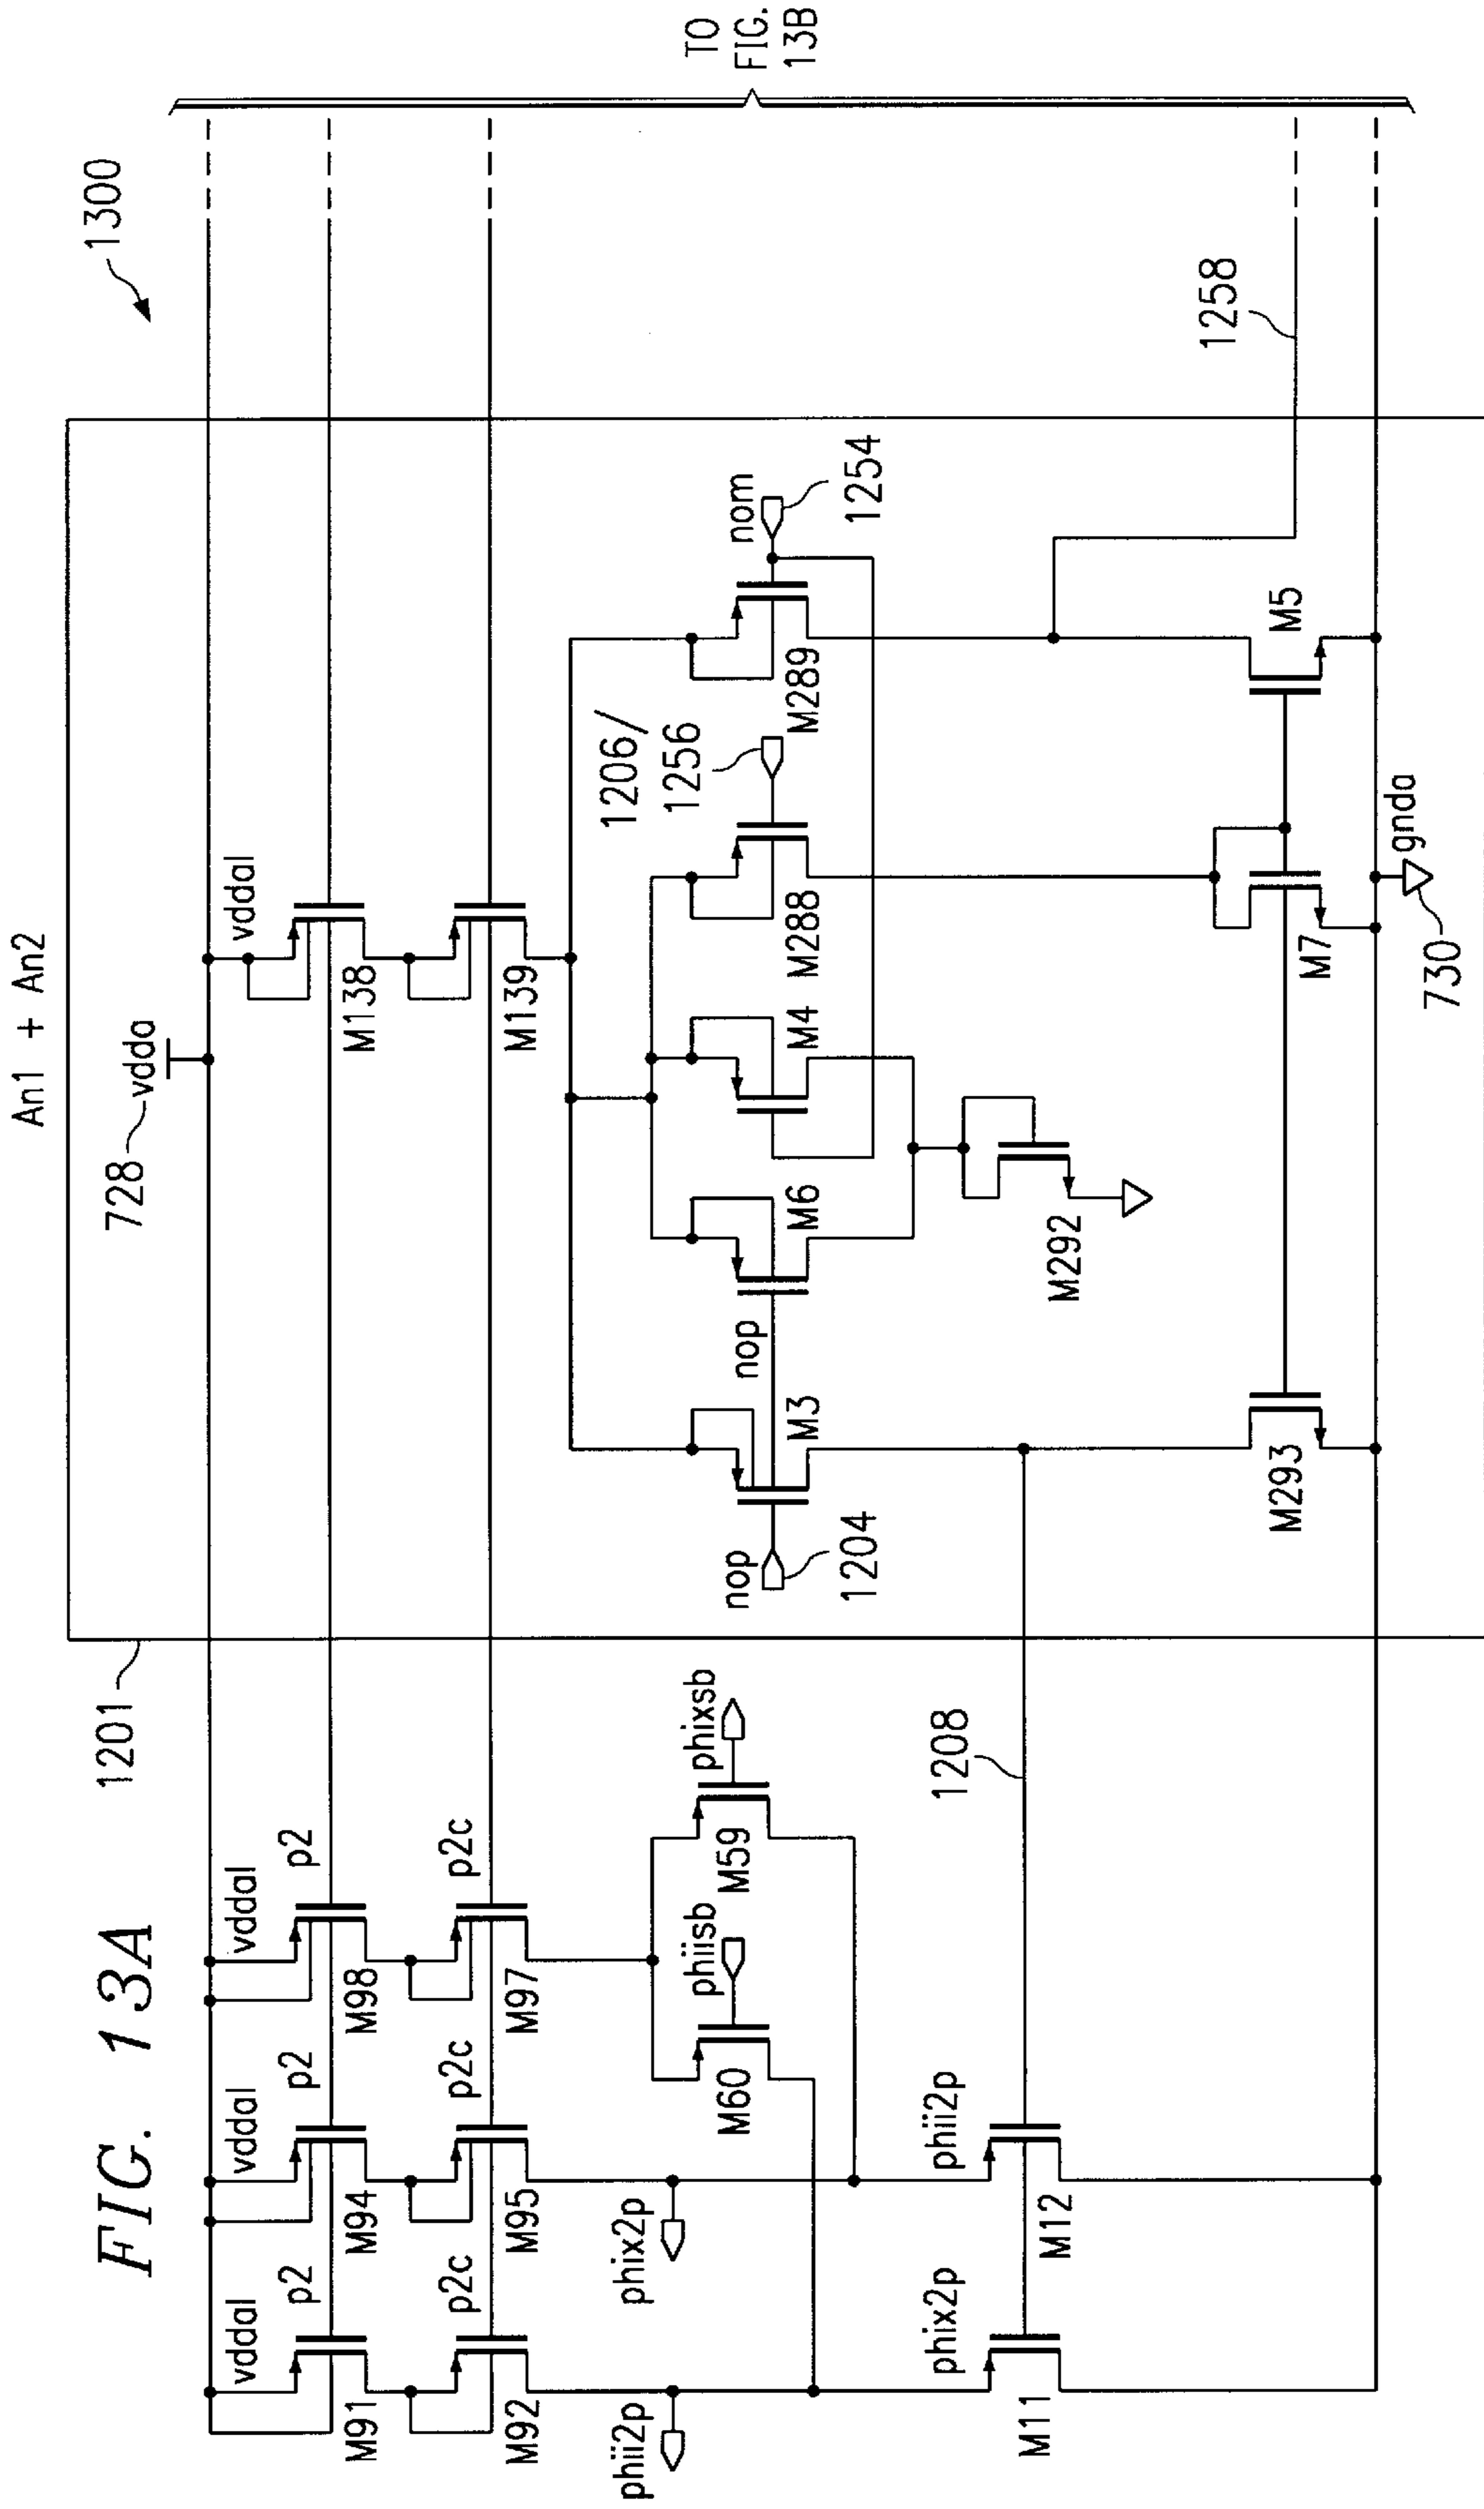 FIG. 13A
1201
An1 + An2
728
vdda
1300
TO
FIG.
13B
vddal
p2
M91
vddal
p2
M94
vddal
p2
M98
vddal
M138
p2c
M92
p2c
M95
p2c
M97
M139
phii2p
phix2p
phiisb
M60
phixsb
M59
nop
1204
M3
nop
M6
M4
M288
1206/
1256
M289
nom
1254
M292
1208
1258
phix2p
M11
phii2p
M12
M293
M7
M5
730
gnda